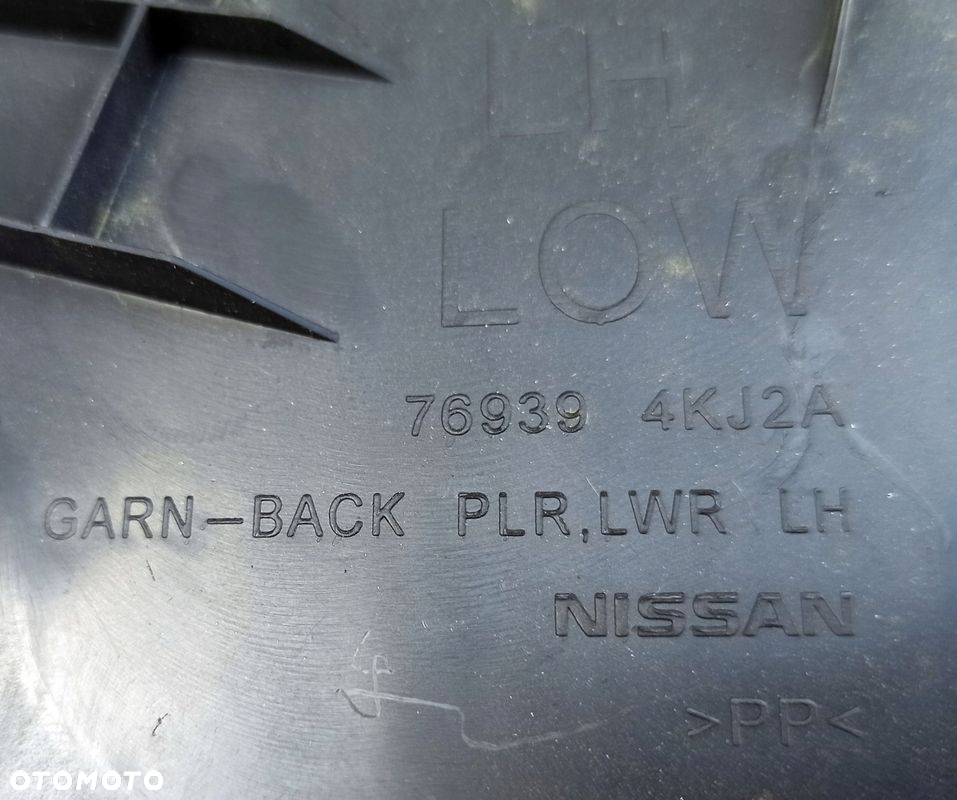 LH
LOW
76939 4KJ2A
GARN-BACK PLR,LWR LH
NISSAN
>PP<
OTOMOTO